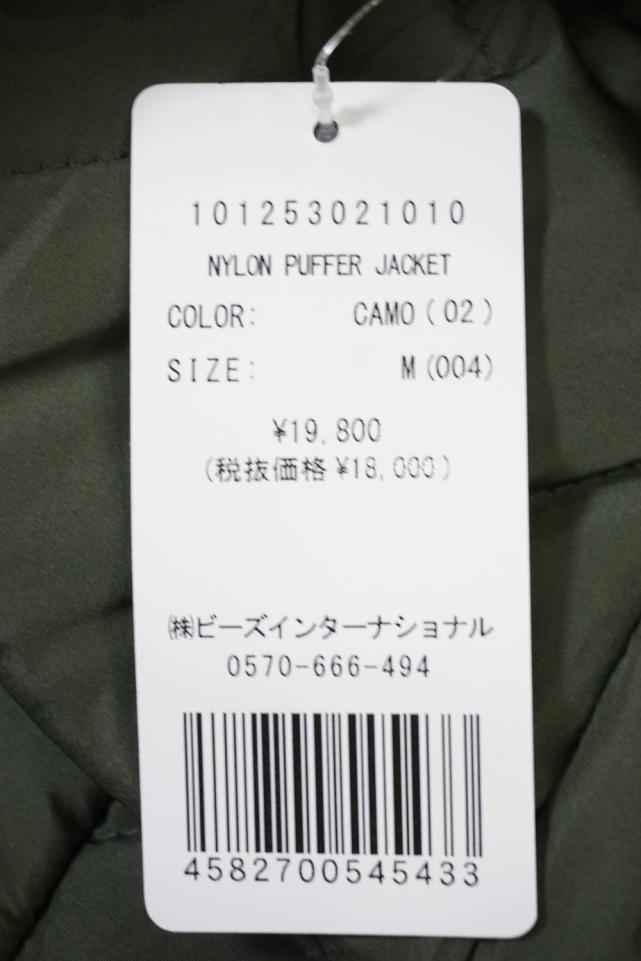 101253021010
NYLON PUFFER JACKET
COLOR: CAMO(02)
SIZE: M(004)
¥19,800
(税抜価格 ¥18,000)
㈱ビーズインターナショナル
0570-666-494
4582700545433